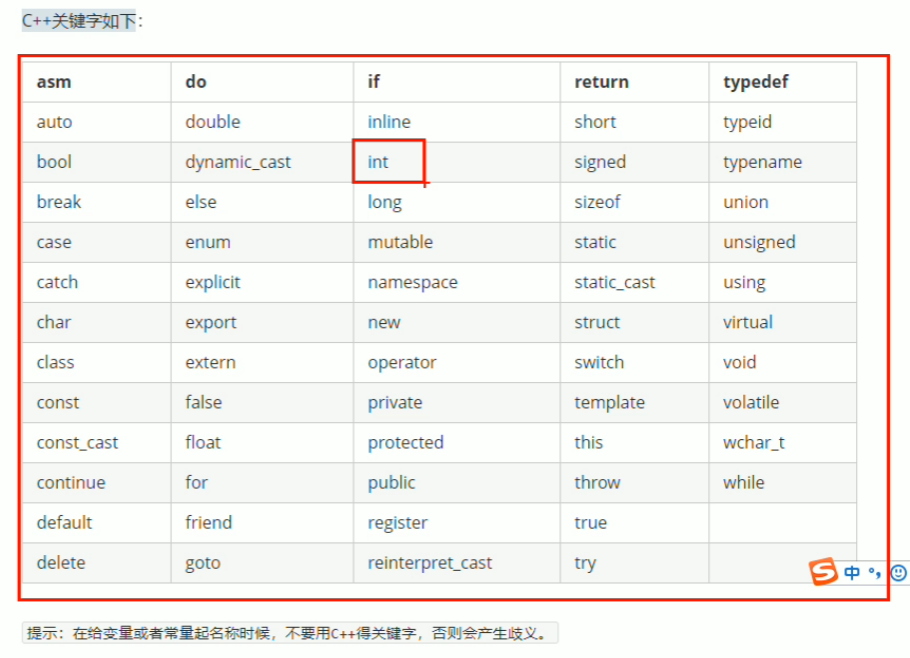 C++关键字如下:
asm do if return typedef
auto double inline short typeid
bool dynamic_cast int signed typename
break else long sizeof union
case enum mutable static unsigned
catch explicit namespace static_cast using
char export new struct virtual
class extern operator switch void
const false private template volatile
const_cast float protected this wchar_t
continue for public throw while
default friend register true
delete goto reinterpret_cast try
S 中 °,
提示：在给变量或者常量起名称时候，不要用C++得关键字，否则会产生歧义。